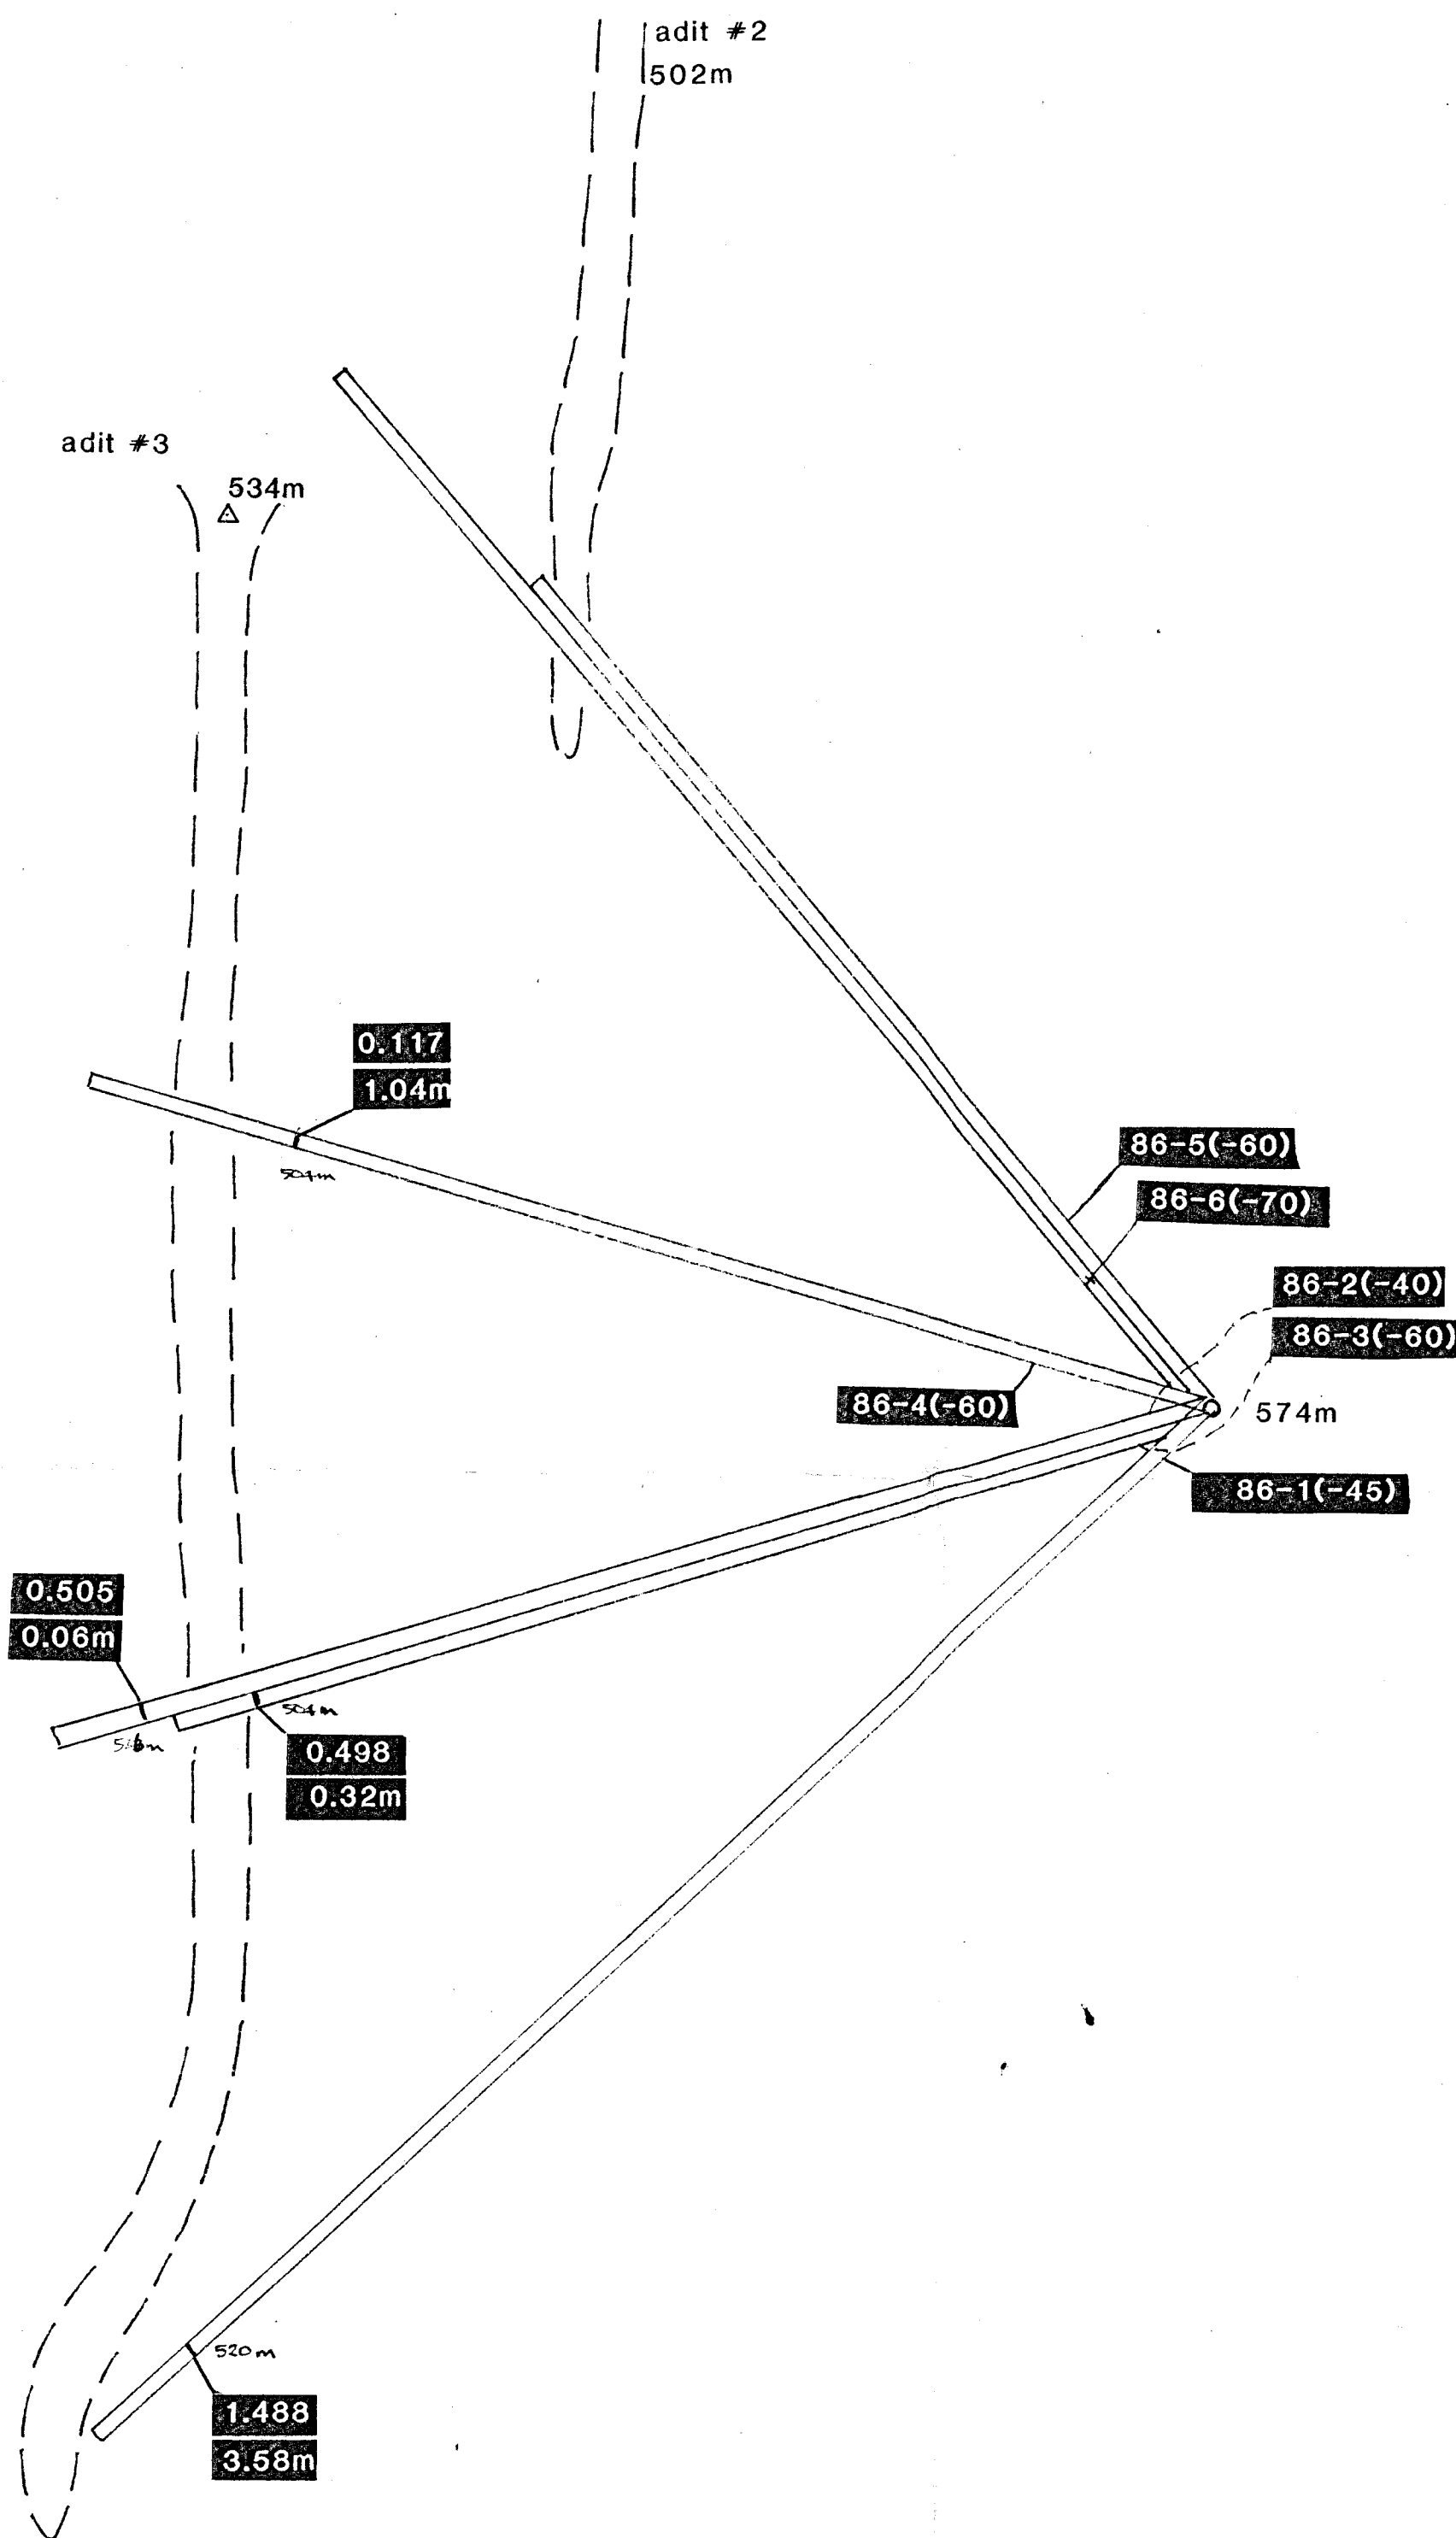 adit #2
502m
adit #3
534m
0.117
1.04m
504m
86-5(-60)
86-6(-70)
86-2(-40)
86-3(-60)
86-4(-60)
574m
86-1(-45)
0.505
0.06m
504m
0.498
0.32m
520m
1.488
3.58m